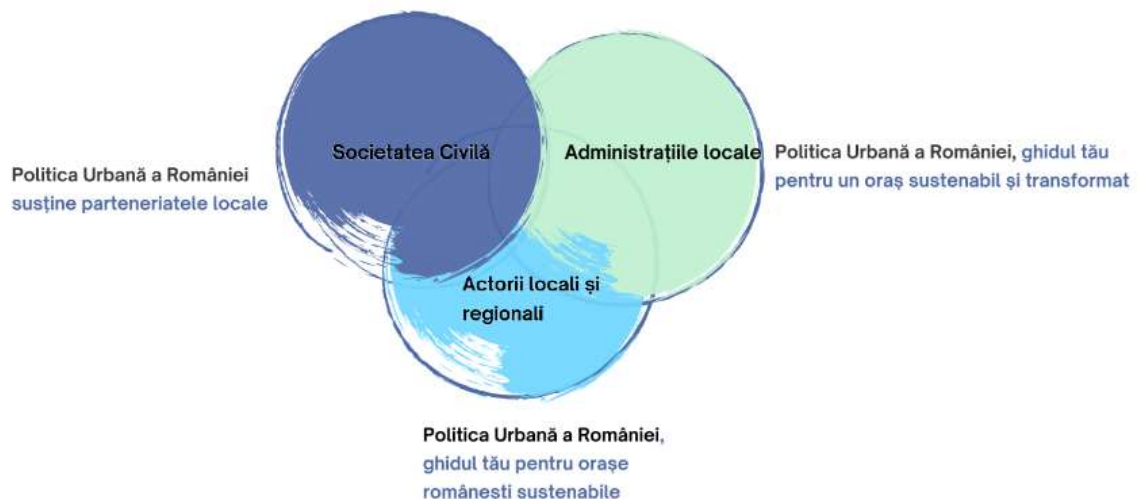 Societatea Civilă
Administrațiile locale
Politica Urbană a României
susține parteneriatele locale
Politica Urbană a României, ghidul tău
pentru un oraș sustenabil și transformat
Actorii locali și
regionali
Politica Urbană a României,
ghidul tău pentru orașe
românesti sustenabile